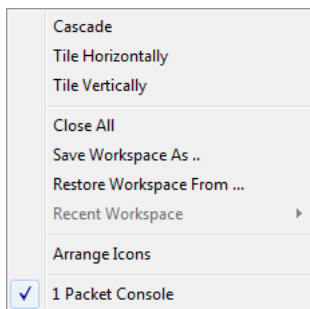 Cascade
Tile Horizontally
Tile Vertically
Close All
Save Workspace As ..
Restore Workspace From ...
Recent Workspace
Arrange Icons
1 Packet Console